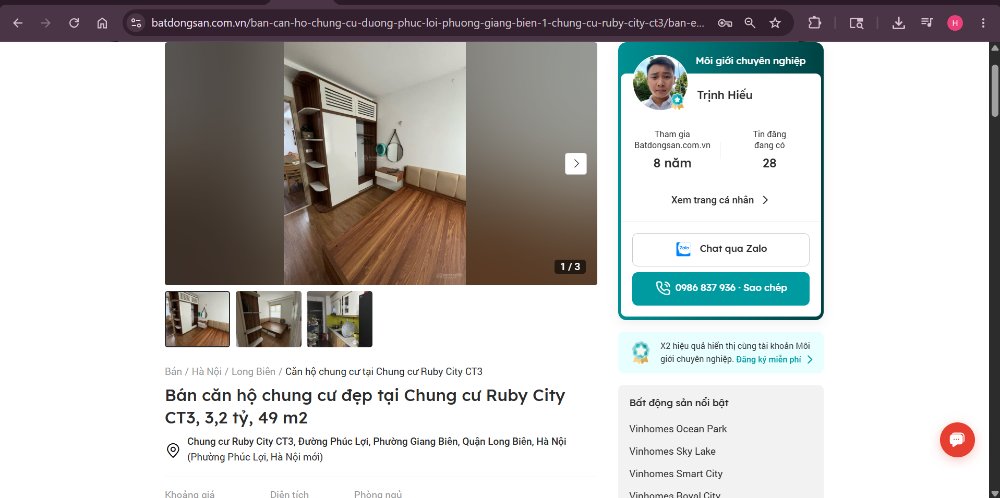 batdongsan.com.vn/ban-can-ho-chung-cu-duong-phuc-loi-phuong-giang-bien-1-chung-cu-ruby-city-ct3/ban-e...
H
1 / 3
Bán / Hà Nội / Long Biên / Căn hộ chung cư tại Chung cư Ruby City CT3
Bán căn hộ chung cư đẹp tại Chung cư Ruby City
CT3, 3,2 tỷ, 49 m2
Chung cư Ruby City CT3, Đường Phúc Lợi, Phường Giang Biên, Quận Long Biên, Hà Nội
(Phường Phúc Lợi, Hà Nội mới)
Khoảng giá
Diện tích
Phòng ngủ
Môi giới chuyên nghiệp
Trịnh Hiếu
Tham gia
Batdongsan.com.vn
8 năm
Tin đăng
đang có
28
Xem trang cá nhân
Zalo
Chat qua Zalo
0986 837 936 · Sao chép
X2 hiệu quả hiển thị cùng tài khoản Môi
giới chuyên nghiệp. Đăng ký miễn phí
Bất động sản nổi bật
Vinhomes Ocean Park
Vinhomes Sky Lake
Vinhomes Smart City
Vinhomes Royal City